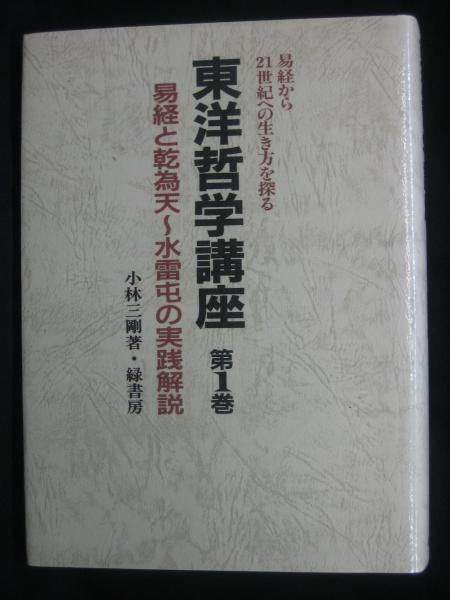 易経から
21世紀への生き方を探る
東洋哲学講座 第1巻
易経と乾為天〜水雷屯の実践解説
小林三剛著・緑書房